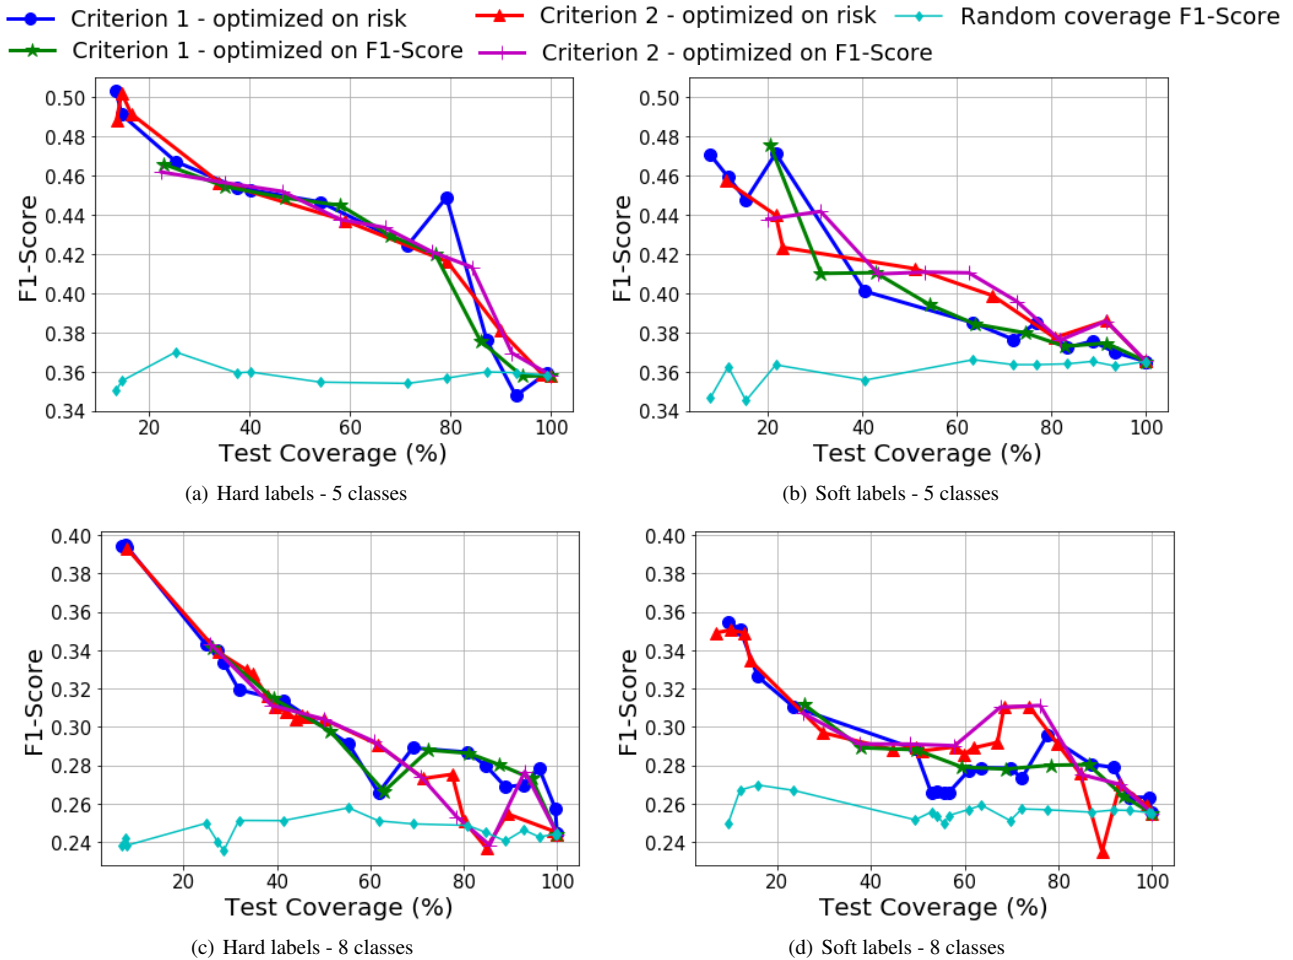 Criterion 1 - optimized on risk
Criterion 2 - optimized on risk
Random coverage F1-Score
Criterion 1 - optimized on F1-Score
Criterion 2 - optimized on F1-Score
F1-Score
0.50
0.48
0.46
0.44
0.42
0.40
0.38
0.36
0.34
20 40 60 80 100
Test Coverage (%)
(a) Hard labels - 5 classes
F1-Score
0.50
0.48
0.46
0.44
0.42
0.40
0.38
0.36
0.34
20 40 60 80 100
Test Coverage (%)
(b) Soft labels - 5 classes
F1-Score
0.40
0.38
0.36
0.34
0.32
0.30
0.28
0.26
0.24
20 40 60 80 100
Test Coverage (%)
(c) Hard labels - 8 classes
F1-Score
0.40
0.38
0.36
0.34
0.32
0.30
0.28
0.26
0.24
20 40 60 80 100
Test Coverage (%)
(d) Soft labels - 8 classes